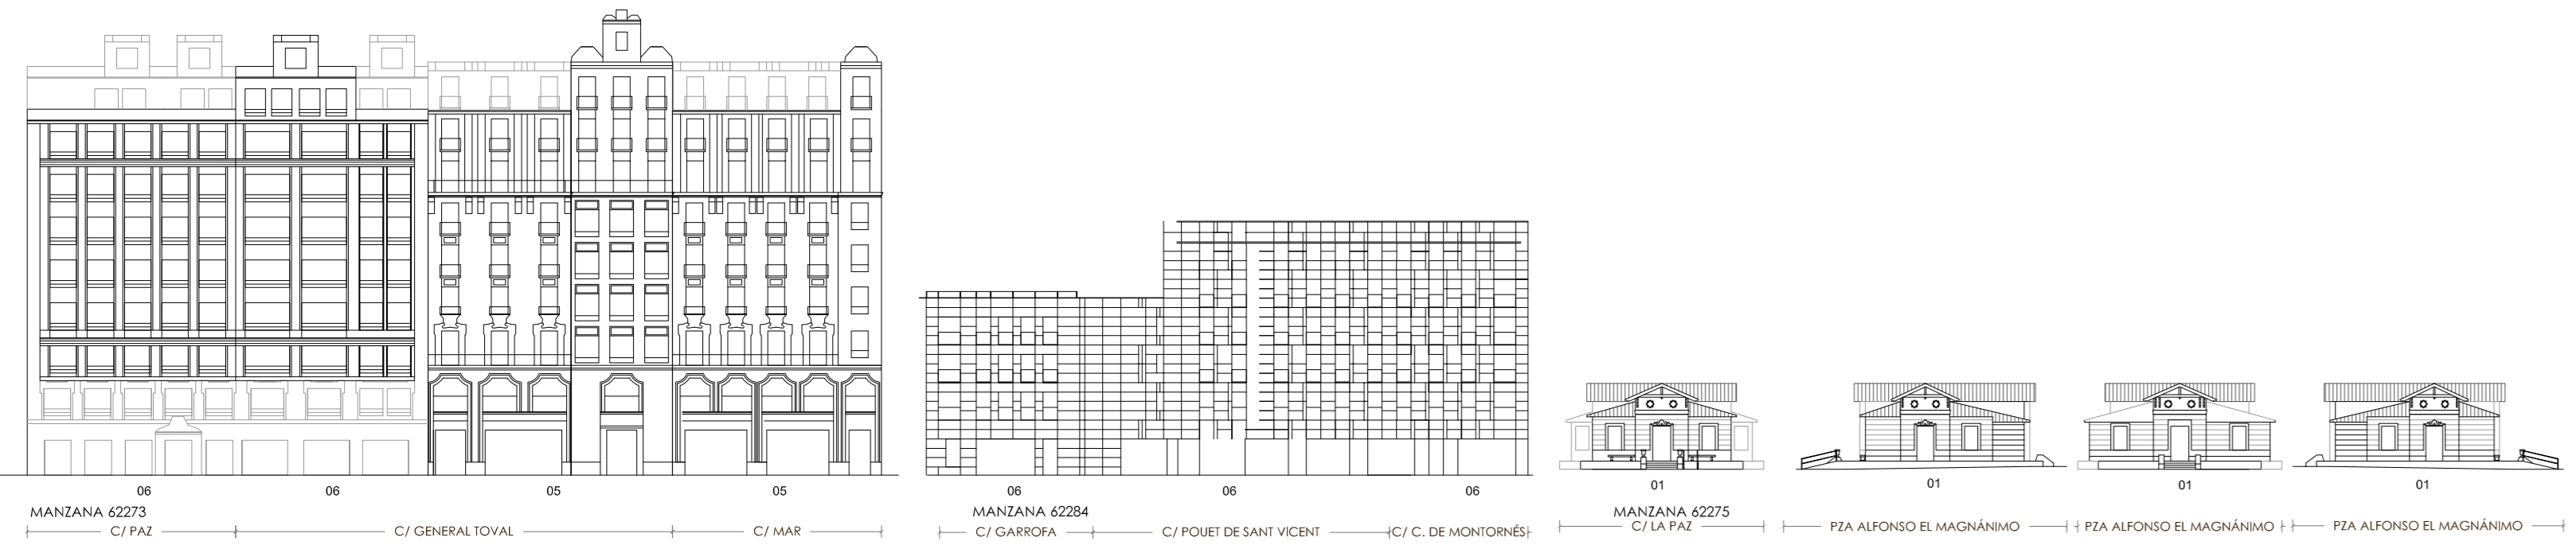 06 06 05 05
MANZANA 62273
C/ PAZ C/ GENERAL TOVAL C/ MAR
06 06 06
MANZANA 62284
C/ GARROFA C/ POUET DE SANT VICENT C/ C. DE MONTORNÉS
01 01 01 01
MANZANA 62275
C/ LA PAZ PZA ALFONSO EL MAGNÁNIMO PZA ALFONSO EL MAGNÁNIMO PZA ALFONSO EL MAGNÁNIMO